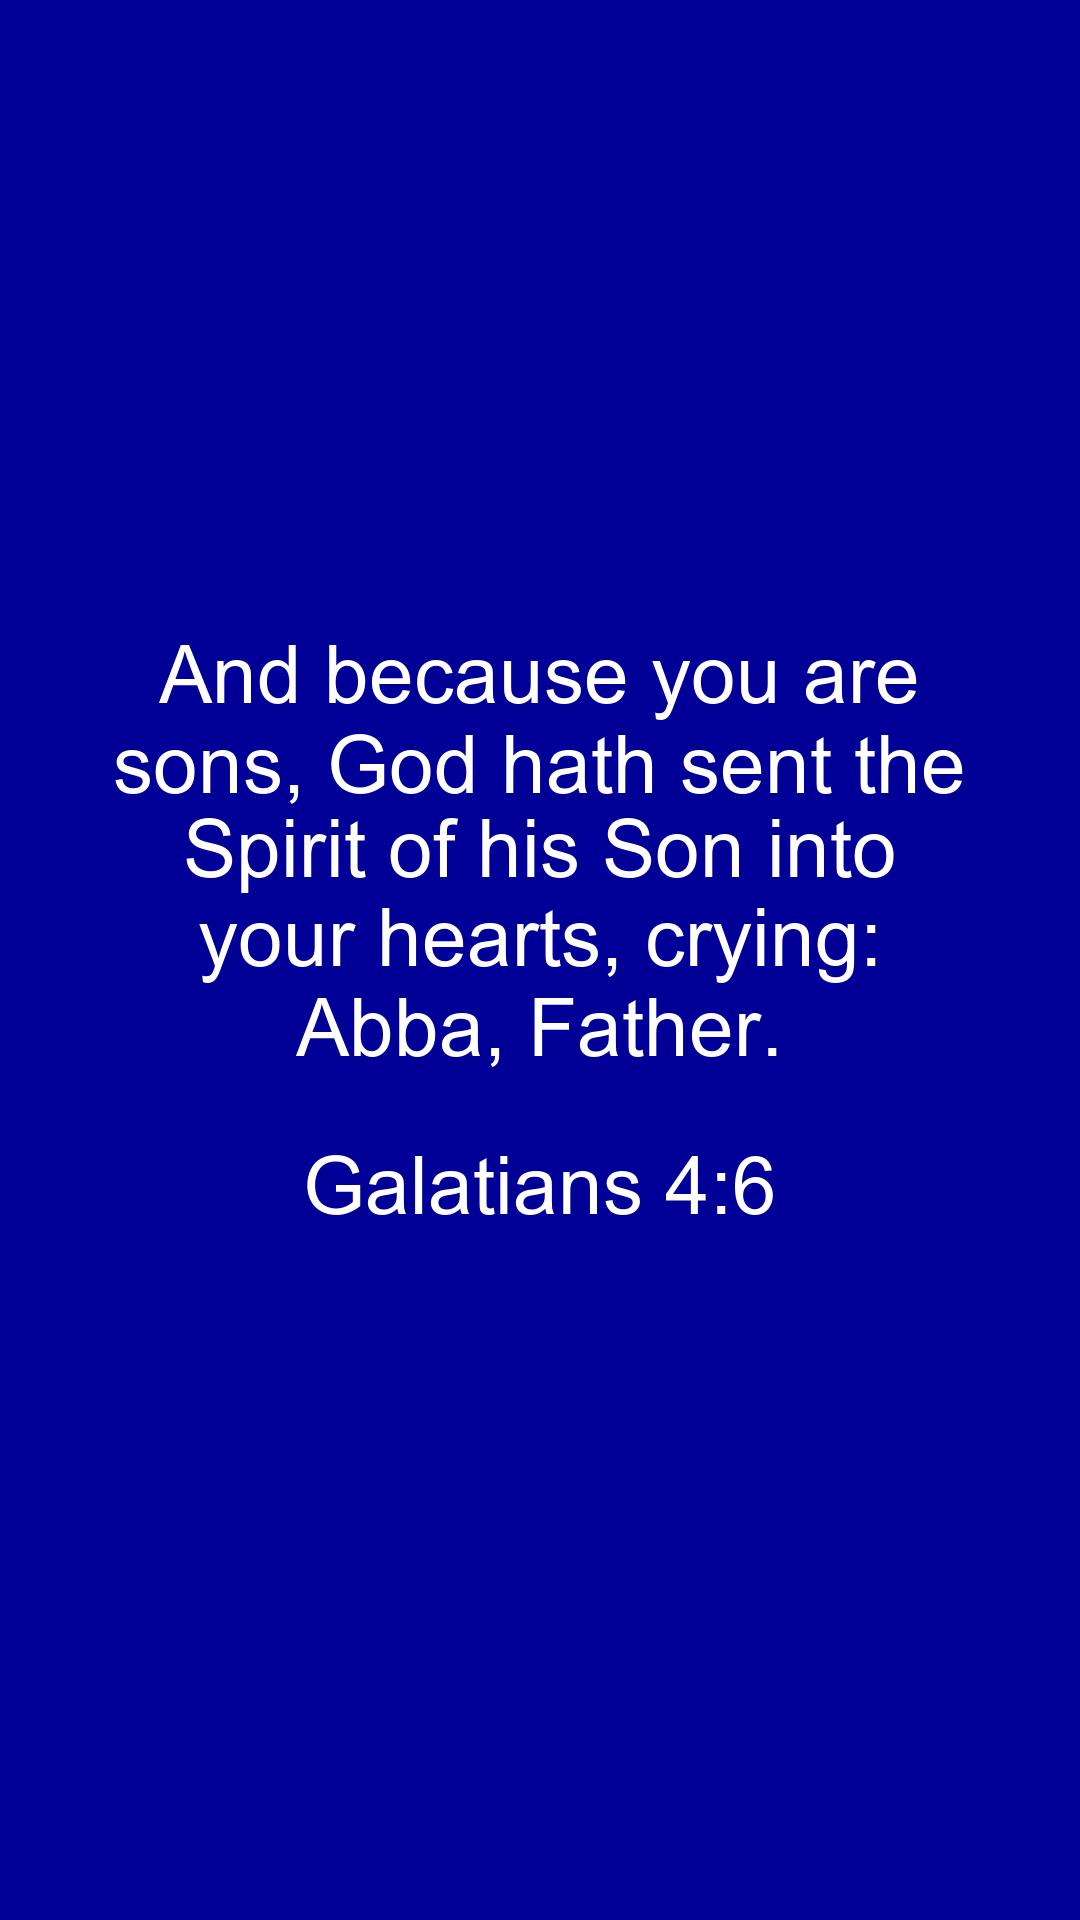 And because you are
sons, God hath sent the
Spirit of his Son into
your hearts, crying:
Abba, Father.
Galatians 4:6